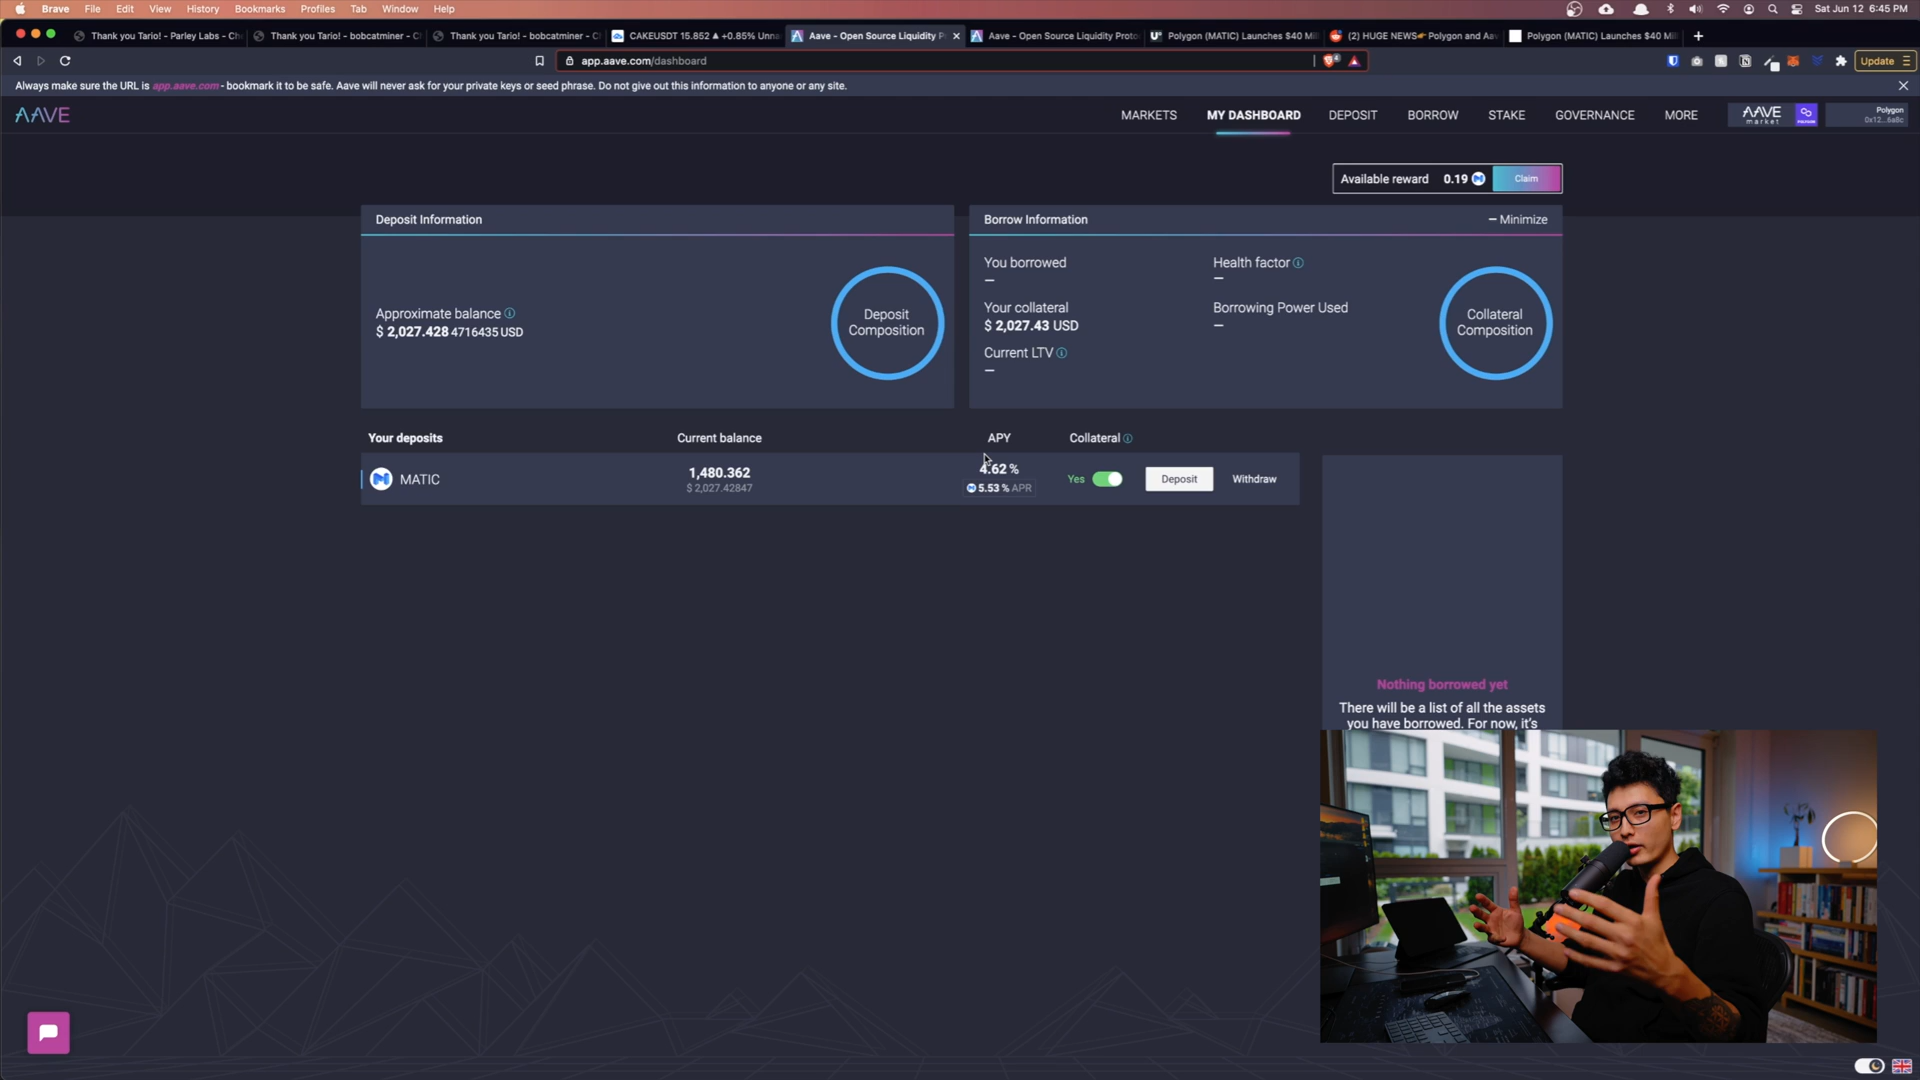 Brave File Edit View History Bookmarks Profiles Tab Window Help
Sat Jun 12 6:45 PM
Thank you Tario! - Parley Labs - Ch
Thank you Tario! - bobcatminer - C
Thank you Tario! - bobcatminer - C
CAKEUSDT 15.852 ▲ +0.85% Unna
Aave - Open Source Liquidity P
Aave - Open Source Liquidity Proto
Polygon (MATIC) Launches $40 Mil
(2) HUGE NEWS Polygon and Aav
Polygon (MATIC) Launches $40 Mil
app.aave.com/dashboard
Update
Always make sure the URL is app.aave.com - bookmark it to be safe. Aave will never ask for your private keys or seed phrase. Do not give out this information to anyone or any site.
AAVE
MARKETS MY DASHBOARD DEPOSIT BORROW STAKE GOVERNANCE MORE
AAVE
market
POLYGON
Polygon
0x12...6a8c
Available reward 0.19 Claim
Deposit Information
Approximate balance
$ 2,027.4284716435 USD
Deposit
Composition
Borrow Information
– Minimize
You borrowed
–
Health factor
–
Your collateral
$ 2,027.43 USD
Borrowing Power Used
–
Current LTV
–
Collateral
Composition
Your deposits Current balance APY Collateral
MATIC
1,480.362
$ 2,027.42847
4.62 %
5.53 % APR
Yes
Deposit
Withdraw
Nothing borrowed yet
There will be a list of all the assets
you have borrowed. For now, it's